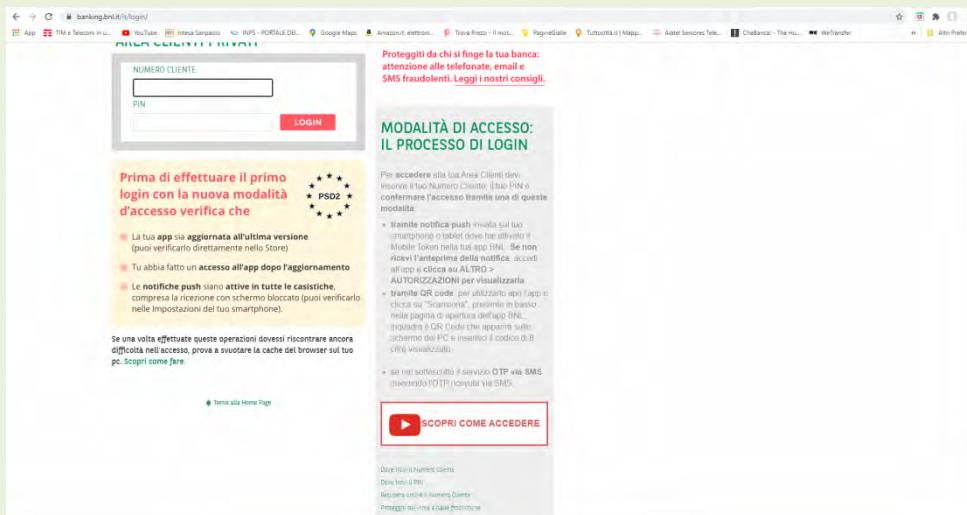 banking.bnl.it/it/login/
App TIM e Telecom in u... YouTube Intesa Sanpaolo INPS - PORTALE DEL... Google Maps Amazon.it: elettroni... Trova Prezzi - Il mot... PagineGialle Tuttocittà.it | Mapp... Alatel Seniores Tele... CheBanca! - The Hu... WeTransfer » Altri Prefer
AREA CLIENTI PRIVATI
NUMERO CLIENTE
PIN
LOGIN
Prima di effettuare il primo
login con la nuova modalità
d'accesso verifica che
PSD2
La tua app sia aggiornata all'ultima versione
(puoi verificarlo direttamente nello Store)
Tu abbia fatto un accesso all'app dopo l'aggiornamento
Le notifiche push siano attive in tutte le casistiche,
compresa la ricezione con schermo bloccato (puoi verificarlo
nelle Impostazioni del tuo smartphone).
Se una volta effettuate queste operazioni dovessi riscontrare ancora
difficoltà nell'accesso, prova a svuotare la cache del browser sul tuo
pc. Scopri come fare.
Torna alla Home Page
Proteggiti da chi si finge la tua banca:
attenzione alle telefonate, email e
SMS fraudolenti. Leggi i nostri consigli.
MODALITÀ DI ACCESSO:
IL PROCESSO DI LOGIN
Per accedere alla tua Area Clienti devi
inserire il tuo Numero Cliente, il tuo PIN e
confermare l'accesso tramite una di queste
modalità:
• tramite notifica push inviata sul tuo
smartphone o tablet dove hai attivato il
Mobile Token nella tua app BNL. Se non
ricevi l'anteprima della notifica, accedi
all'app e clicca su ALTRO >
AUTORIZZAZIONI per visualizzarla.
• tramite QR code: per utilizzarlo apri l'app e
clicca su "Scansiona", presente in basso
nella pagina di apertura dell'app BNL,
inquadra il QR Code che apparirà sullo
schermo del PC e inserisci il codice di 8
cifre visualizzato.
• se hai sottoscritto il servizio OTP via SMS
inserendo l'OTP ricevuta via SMS.
SCOPRI COME ACCEDERE
Dove trovi il Numero Cliente
Dove trovi il PIN
Recupera online il Numero Cliente